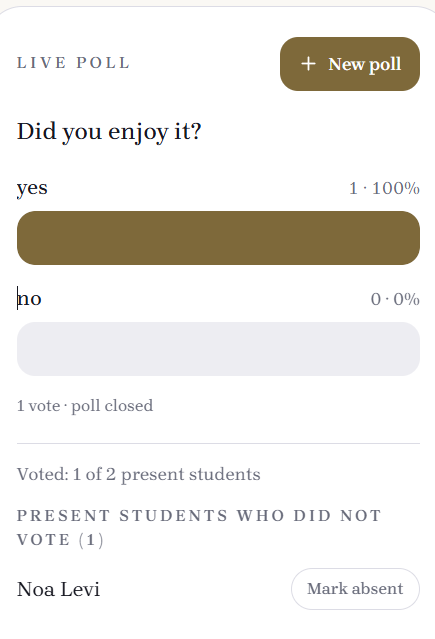 LIVE POLL
+ New poll
Did you enjoy it?
yes 1 · 100%
no 0 · 0%
1 vote · poll closed
Voted: 1 of 2 present students
PRESENT STUDENTS WHO DID NOT
VOTE (1)
Noa Levi Mark absent